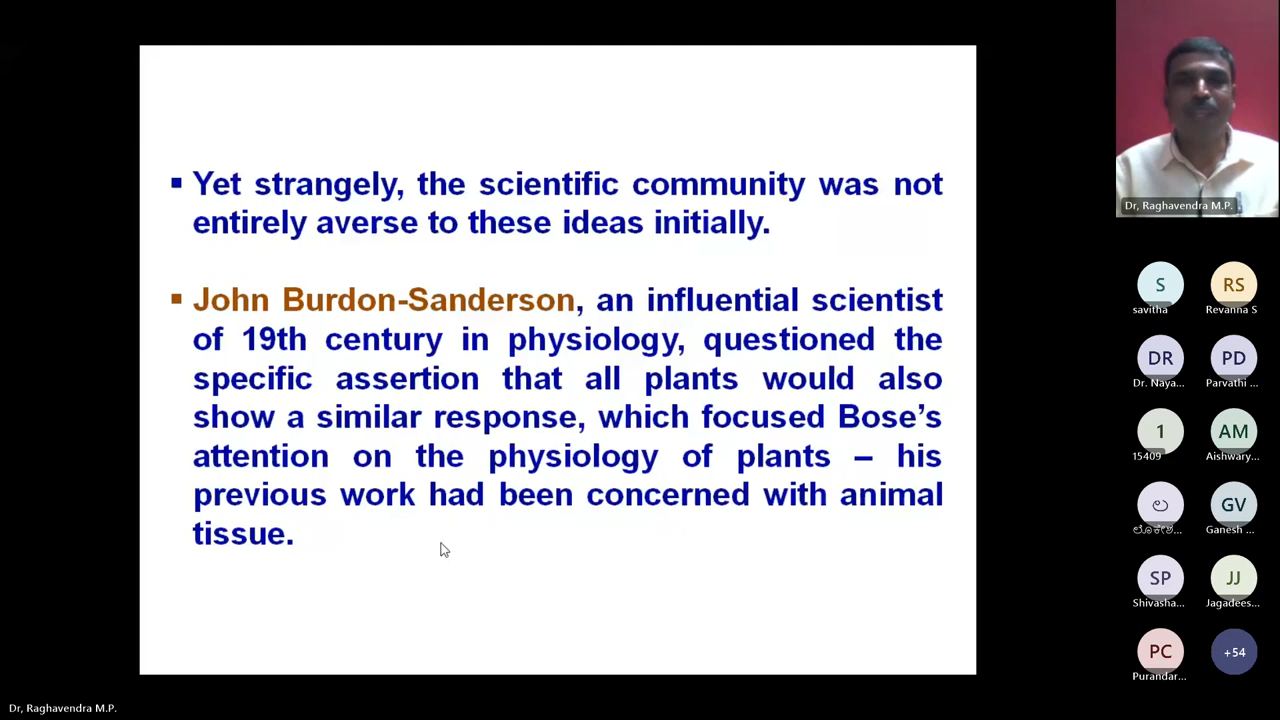 ▪ Yet strangely, the scientific community was not
entirely averse to these ideas initially.
▪ John Burdon-Sanderson, an influential scientist
of 19th century in physiology, questioned the
specific assertion that all plants would also
show a similar response, which focused Bose's
attention on the physiology of plants – his
previous work had been concerned with animal
tissue.
Dr, Raghavendra M.P.
S
savitha
RS
Revanna S
DR
Dr. Naya...
PD
Parvathi ...
1
15409
AM
Aishwary...
ಲ
ಲೋಕೇಶ...
GV
Ganesh ...
SP
Shivasha...
JJ
Jagadees...
PC
Purandar...
+54
Dr, Raghavendra M.P.